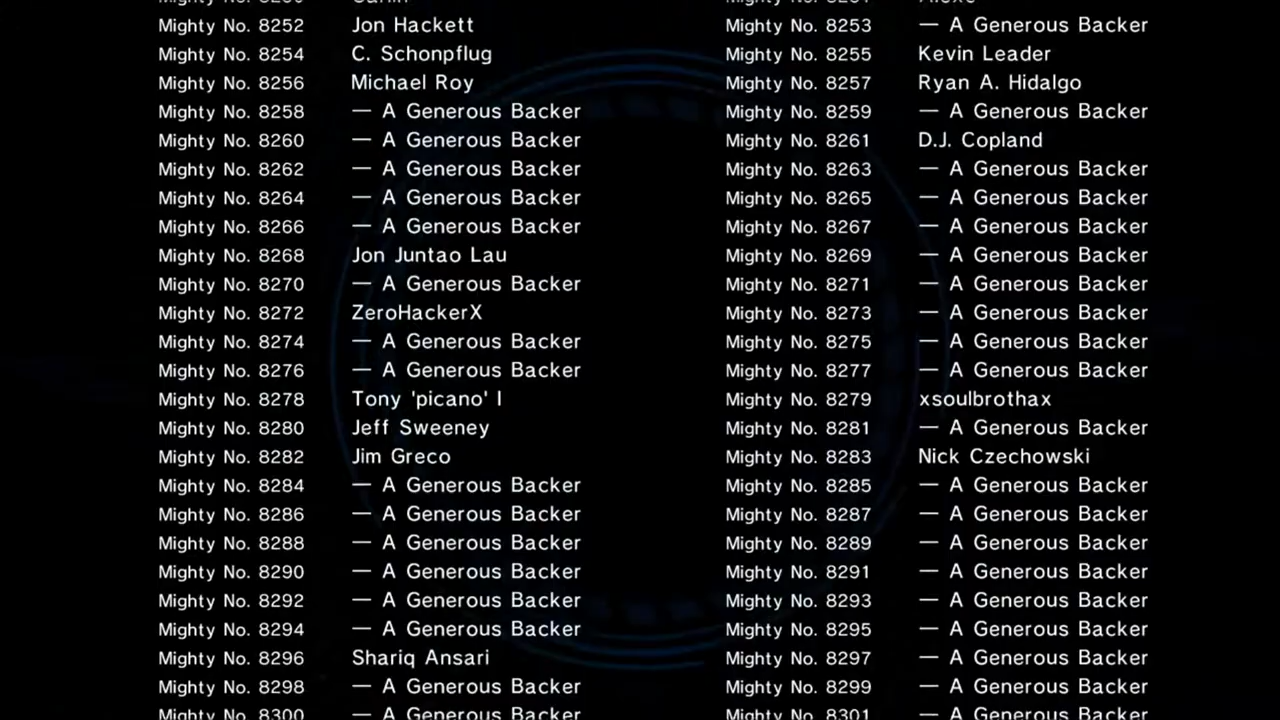 Mighty No. 8252 Jon Hackett Mighty No. 8253 — A Generous Backer
Mighty No. 8254 C. Schonpflug Mighty No. 8255 Kevin Leader
Mighty No. 8256 Michael Roy Mighty No. 8257 Ryan A. Hidalgo
Mighty No. 8258 — A Generous Backer Mighty No. 8259 — A Generous Backer
Mighty No. 8260 — A Generous Backer Mighty No. 8261 D.J. Copland
Mighty No. 8262 — A Generous Backer Mighty No. 8263 — A Generous Backer
Mighty No. 8264 — A Generous Backer Mighty No. 8265 — A Generous Backer
Mighty No. 8266 — A Generous Backer Mighty No. 8267 — A Generous Backer
Mighty No. 8268 Jon Juntao Lau Mighty No. 8269 — A Generous Backer
Mighty No. 8270 — A Generous Backer Mighty No. 8271 — A Generous Backer
Mighty No. 8272 ZeroHackerX Mighty No. 8273 — A Generous Backer
Mighty No. 8274 — A Generous Backer Mighty No. 8275 — A Generous Backer
Mighty No. 8276 — A Generous Backer Mighty No. 8277 — A Generous Backer
Mighty No. 8278 Tony 'picano' I Mighty No. 8279 xsoulbrothax
Mighty No. 8280 Jeff Sweeney Mighty No. 8281 — A Generous Backer
Mighty No. 8282 Jim Greco Mighty No. 8283 Nick Czechowski
Mighty No. 8284 — A Generous Backer Mighty No. 8285 — A Generous Backer
Mighty No. 8286 — A Generous Backer Mighty No. 8287 — A Generous Backer
Mighty No. 8288 — A Generous Backer Mighty No. 8289 — A Generous Backer
Mighty No. 8290 — A Generous Backer Mighty No. 8291 — A Generous Backer
Mighty No. 8292 — A Generous Backer Mighty No. 8293 — A Generous Backer
Mighty No. 8294 — A Generous Backer Mighty No. 8295 — A Generous Backer
Mighty No. 8296 Shariq Ansari Mighty No. 8297 — A Generous Backer
Mighty No. 8298 — A Generous Backer Mighty No. 8299 — A Generous Backer
Mighty No. 8300 — A Generous Backer Mighty No. 8301 — A Generous Backer